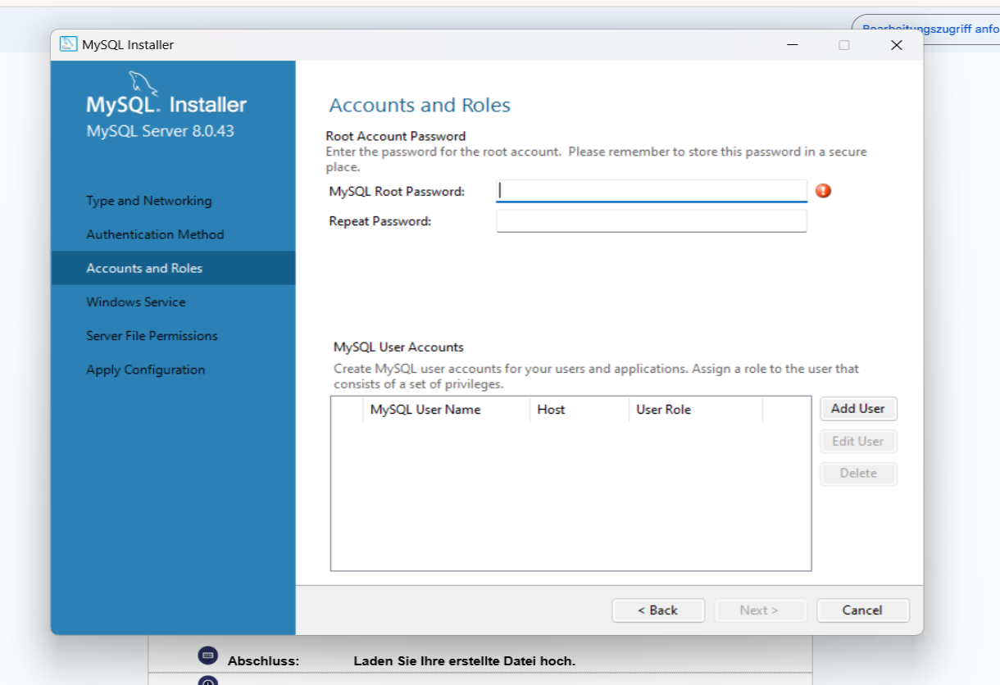 Bearbeitungszugriff anfo
MySQL Installer
MySQL. Installer
MySQL Server 8.0.43
Type and Networking
Authentication Method
Accounts and Roles
Windows Service
Server File Permissions
Apply Configuration
Accounts and Roles
Root Account Password
Enter the password for the root account.  Please remember to store this password in a secure
place.
MySQL Root Password:
Repeat Password:
MySQL User Accounts
Create MySQL user accounts for your users and applications. Assign a role to the user that
consists of a set of privileges.
MySQL User Name Host User Role
Add User
Edit User
Delete
< Back Next > Cancel
Abschluss: Laden Sie Ihre erstellte Datei hoch.